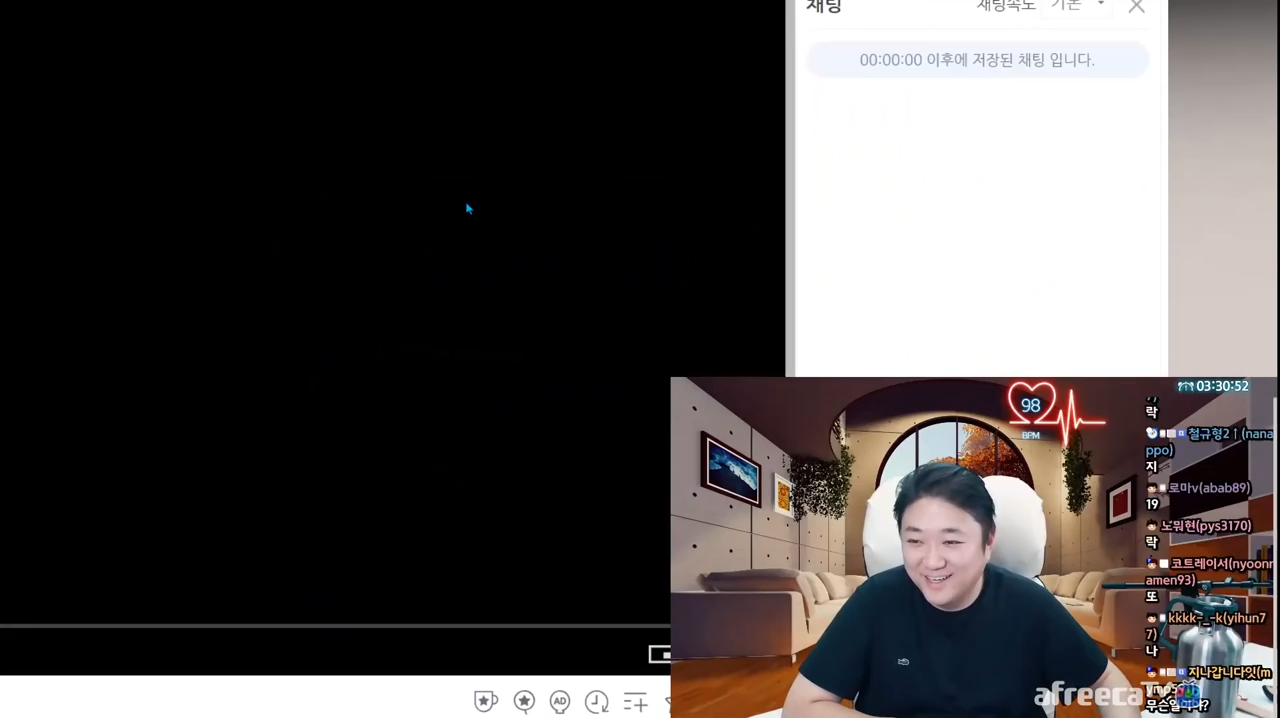 채팅
채팅속도 기본
00:00:00 이후에 저장된 채팅 입니다.
AD
98
BPM
03:30:52
락
철규형2↑(nana
ppo)
지
로마v(abab89)
19
노뭐현(pys3170)
락
코트레이서(nyoonr
amen93)
또
kkkk-_-k(yihun7
7)
나
지나갑니다잇(m
afreeca